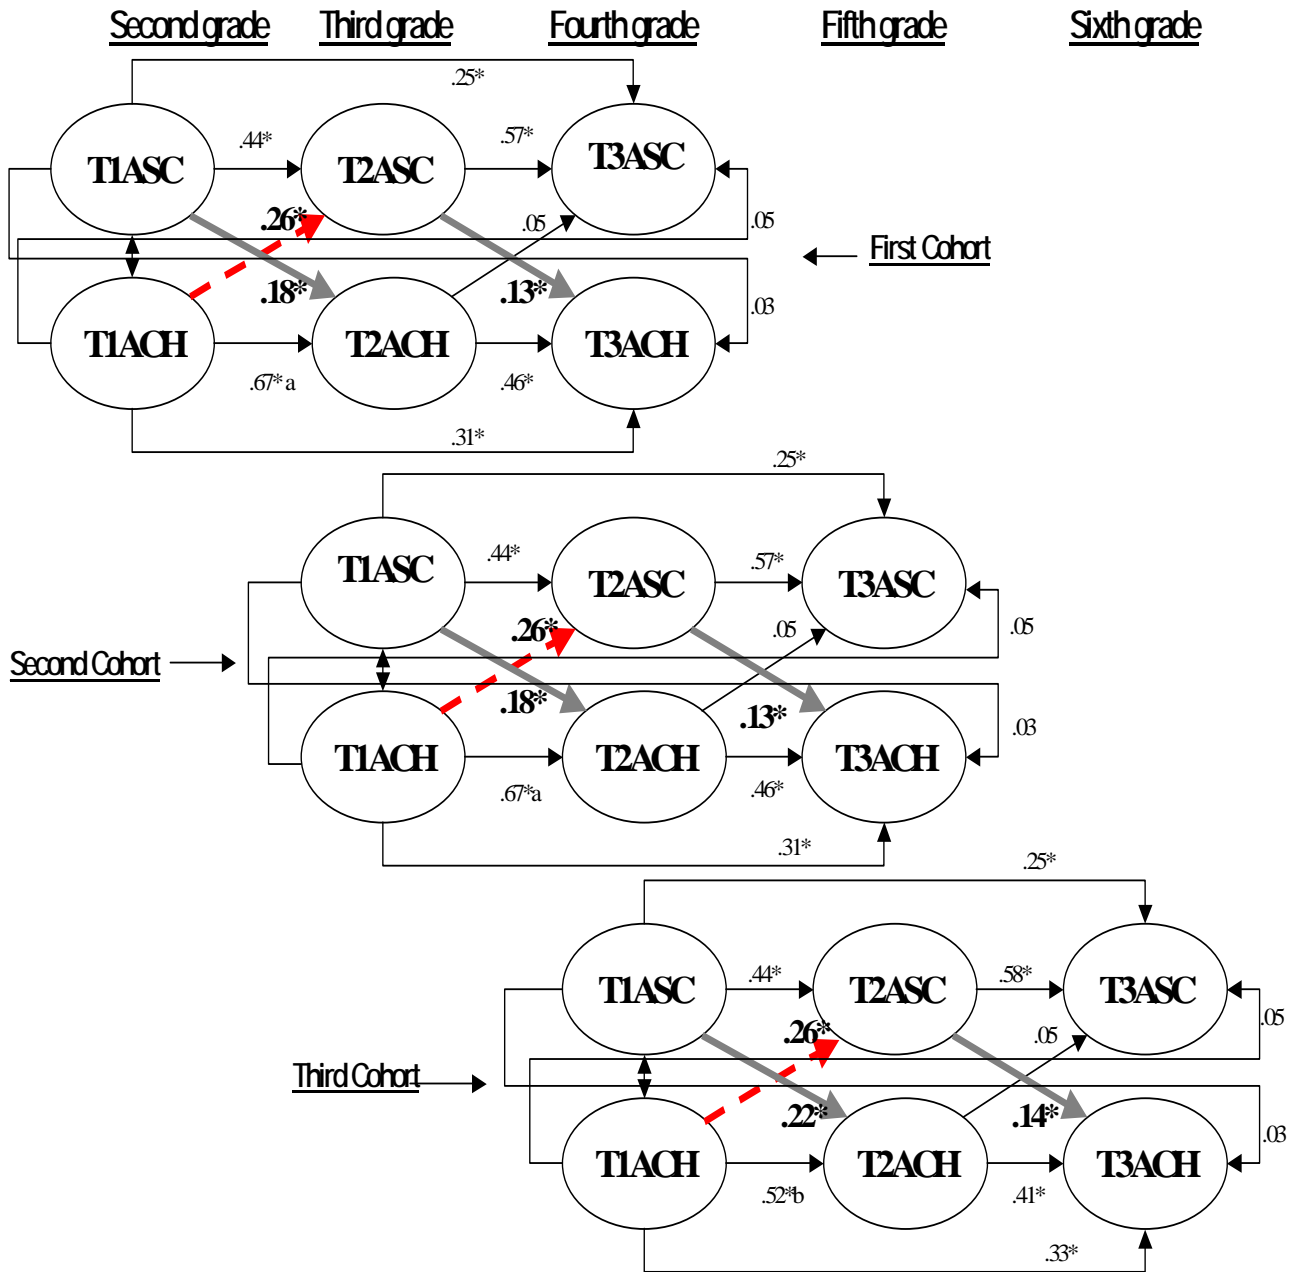 Second grade Third grade Fourth grade Fifth grade Sixth grade
.25*
.44* .57*
T1ASC T2ASC T3ASC
.26* .05 .05
First Cohort
.18* .13* .03
T1ACH T2ACH T3ACH
.67*a .46*
.31*
.25*
.44* .57*
T1ASC T2ASC T3ASC
.26* .05 .05
Second Cohort
.18* .13* .03
T1ACH T2ACH T3ACH
.67*a .46*
.31*
.25*
.44* .58*
T1ASC T2ASC T3ASC
.26* .05 .05
Third Cohort
.22* .14* .03
T1ACH T2ACH T3ACH
.52*b .41*
.33*